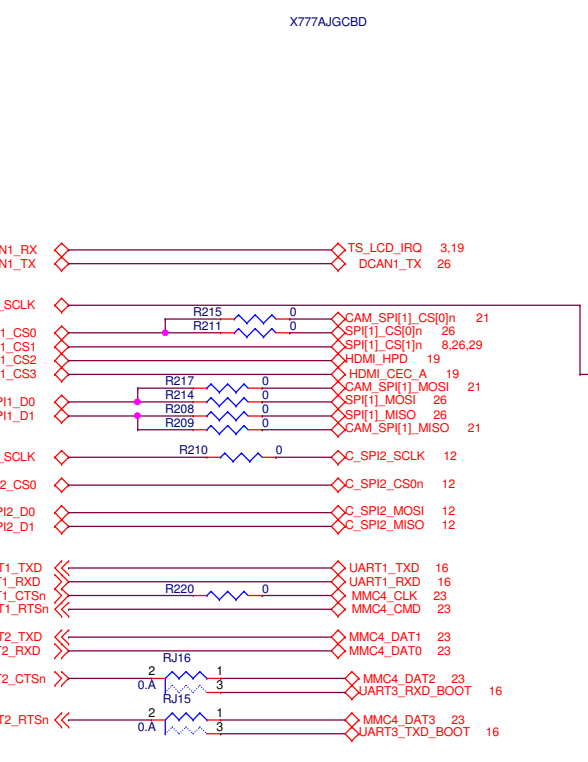 X777AJGCBD
N1_RX TS_LCD_IRQ 3,19
N1_TX DCAN1_TX 26
_SCLK
R215 0 CAM_SPI[1]_CS[0]n 21
1_CS0 R211 0 SPI[1]_CS[0]n 26
1_CS1 SPI[1]_CS[1]n 8,26,29
1_CS2 HDMI_HPD 19
1_CS3 HDMI_CEC_A 19
R217 0 CAM_SPI[1]_MOSI 21
PI1_D0 R214 0 SPI[1]_MOSI 26
PI1_D1 R208 0 SPI[1]_MISO 26
R209 0 CAM_SPI[1]_MISO 21
_SCLK R210 0 C_SPI2_SCLK 12
2_CS0 C_SPI2_CS0n 12
PI2_D0 C_SPI2_MOSI 12
PI2_D1 C_SPI2_MISO 12
T1_TXD UART1_TXD 16
T1_RXD UART1_RXD 16
T1_CTSn R220 0 MMC4_CLK 23
T1_RTSn MMC4_CMD 23
T2_TXD MMC4_DAT1 23
T2_RXD MMC4_DAT0 23
RJ16
T2_CTSn 2 1 MMC4_DAT2 23
0.A 3 UART3_RXD_BOOT 16
RJ15
T2_RTSn 2 1 MMC4_DAT3 23
0.A 3 UART3_TXD_BOOT 16